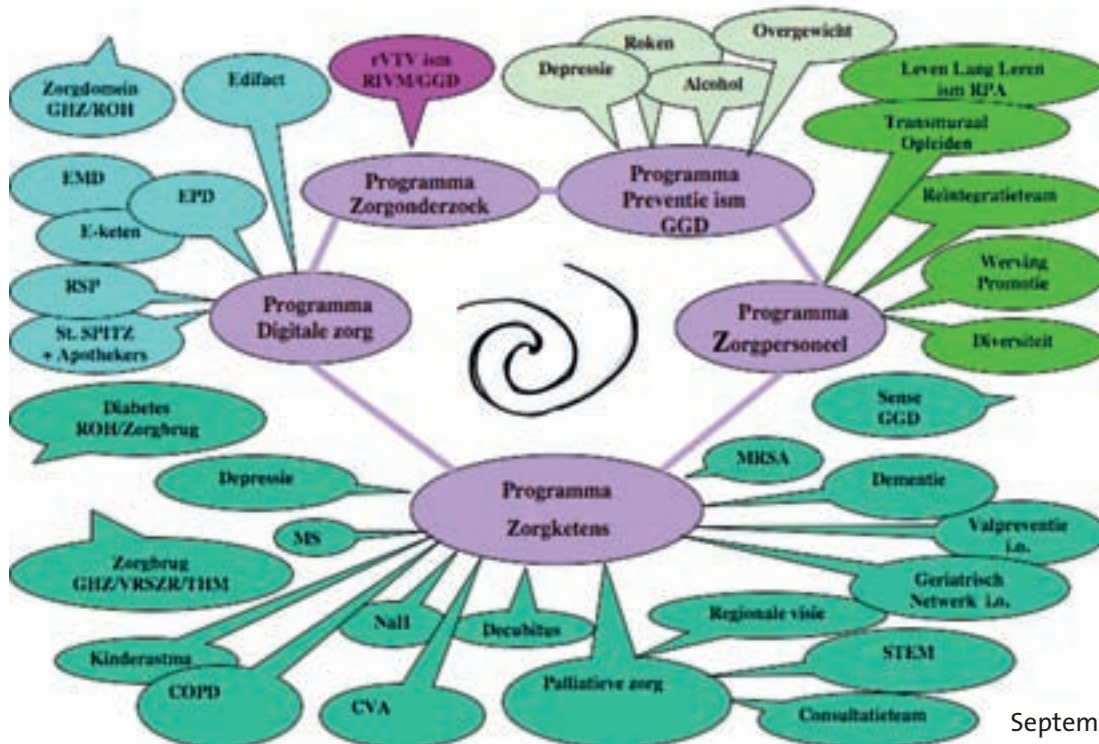 Zorgdomein
GHZ/ROH
Edifact
rVTV ism
RIVM/GGD
Depressie
Roken
Alcohol
Overgewicht
Leven Lang Leren
ism RPA
Transmuraal
Opleiden
EMD
EPD
E-keten
Programma
Zorgonderzoek
Programma
Preventie ism
GGD
Reintegratieteam
RSP
St. SPITZ
+ Apothekers
Programma
Digitale zorg
Programma
Zorgpersoneel
Werving
Promotie
Diversiteit
Diabetes
ROH/Zorgbrug
Sense
GGD
Depressie
MRSA
Dementie
Programma
Zorgketens
MS
Valpreventie
i.o.
Zorgbrug
GHZ/VRSZR/THM
Geriatrisch
Netwerk i.o.
NaH
Decubitus
Regionale visie
Kinderastma
COPD
CVA
Palliatieve zorg
STEM
Consultatieteam
Septem